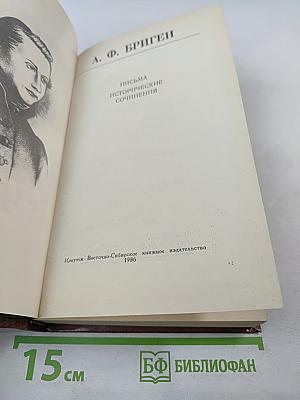 А. Ф. БРИГЕН
ПИСЬМА
ИСТОРИЧЕСКИЕ
СОЧИНЕНИЯ
Иркутск Восточно-Сибирское книжное издательство
1986
15 см
БФ БИБЛИОФАН